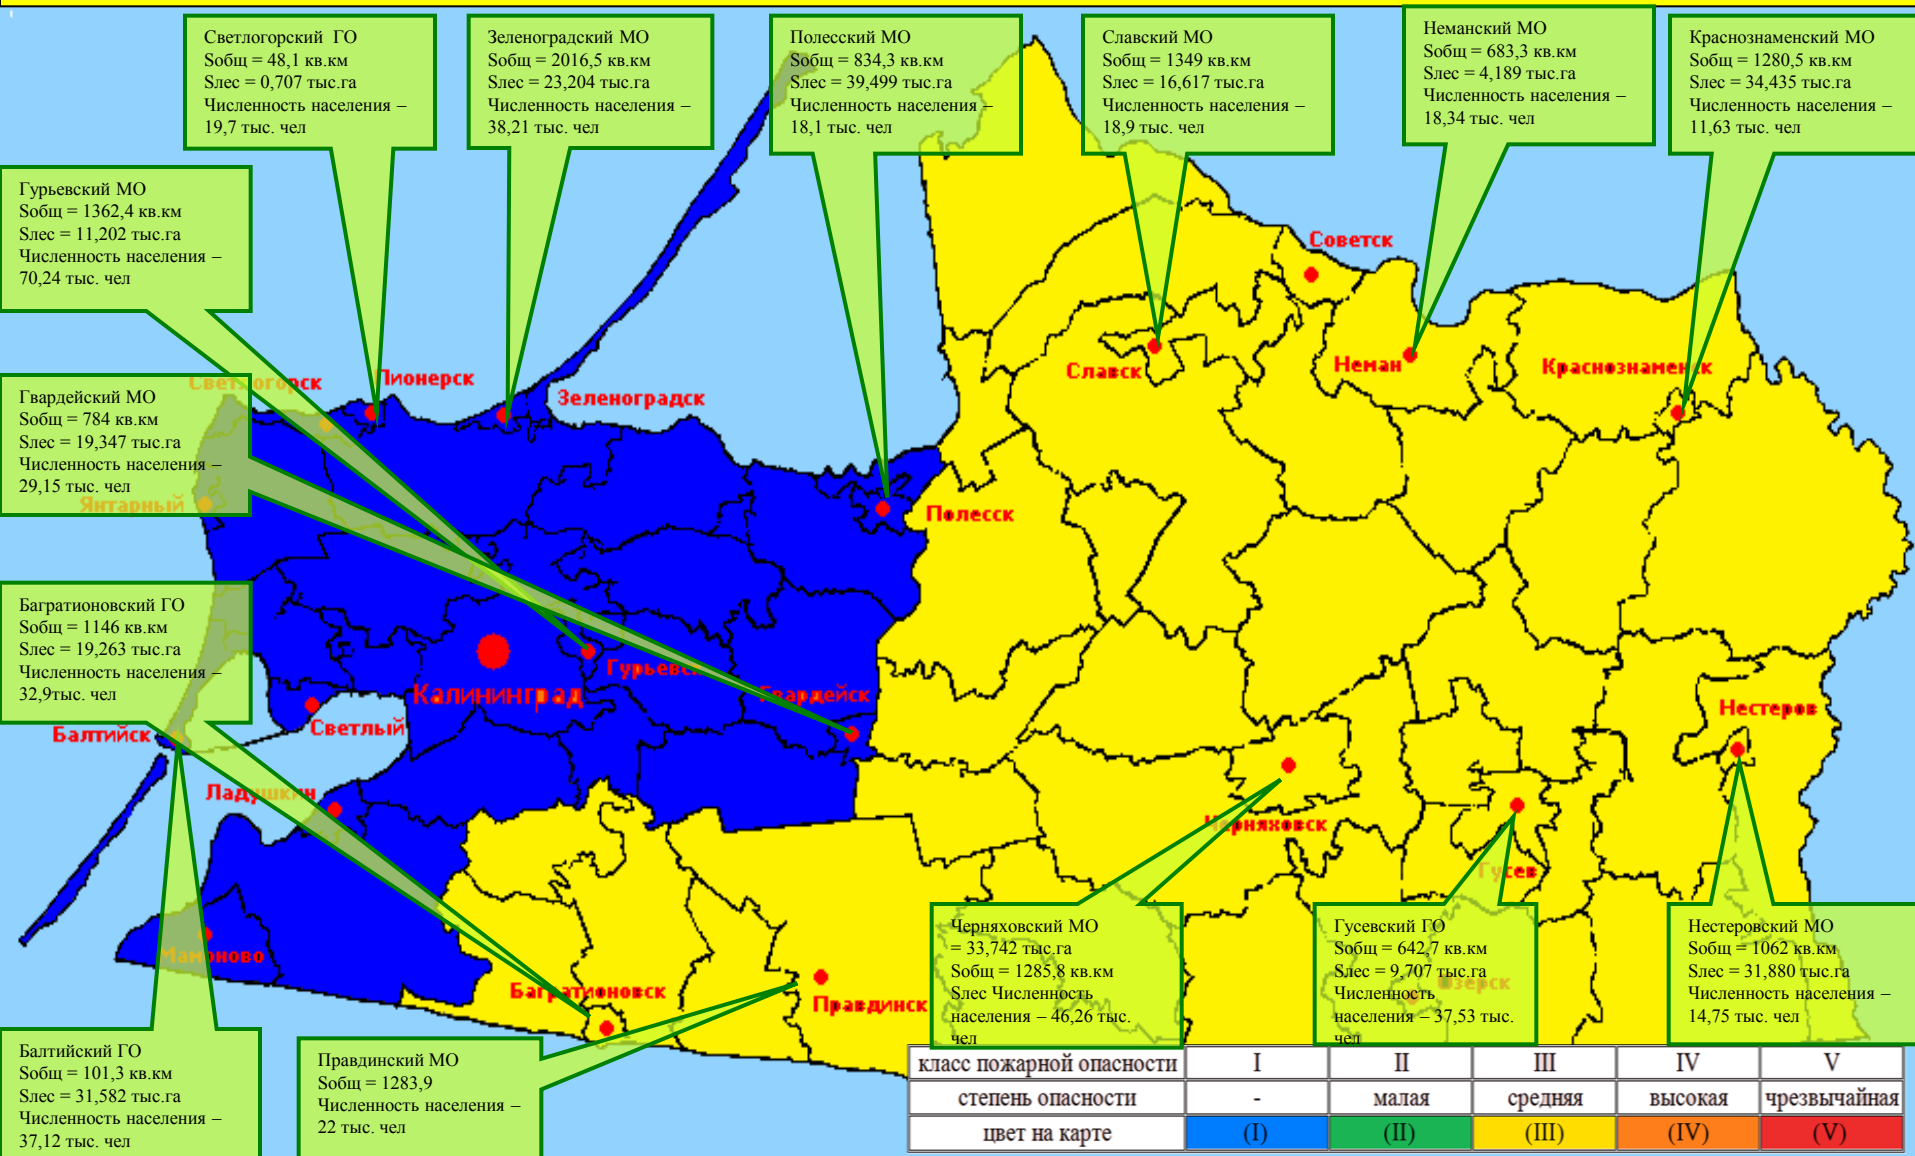 Светлогорский ГО
Sобщ = 48,1 кв.км
Sлес = 0,707 тыс.га
Численность населения –
19,7 тыс. чел
Зеленоградский МО
Sобщ = 2016,5 кв.км
Sлес = 23,204 тыс.га
Численность населения –
38,21 тыс. чел
Полесский МО
Sобщ = 834,3 кв.км
Sлес = 39,499 тыс.га
Численность населения –
18,1 тыс. чел
Славский МО
Sобщ = 1349 кв.км
Sлес = 16,617 тыс.га
Численность населения –
18,9 тыс. чел
Неманский МО
Sобщ = 683,3 кв.км
Sлес = 4,189 тыс.га
Численность населения –
18,34 тыс. чел
Краснознаменский МО
Sобщ = 1280,5 кв.км
Sлес = 34,435 тыс.га
Численность населения –
11,63 тыс. чел
Гурьевский МО
Sобщ = 1362,4 кв.км
Sлес = 11,202 тыс.га
Численность населения –
70,24 тыс. чел
Советск
Славск
Неман
Краснознаменск
Светлогорск
Пионерск
Зеленоградск
Гвардейский МО
Sобщ = 784 кв.км
Sлес = 19,347 тыс.га
Численность населения –
29,15 тыс. чел
Янтарный
Полесск
Багратионовский ГО
Sобщ = 1146 кв.км
Sлес = 19,263 тыс.га
Численность населения –
32,9тыс. чел
Гурьевск
Калининград
Гвардейск
Нестеров
Балтийск
Светлый
Ладушкин
Черняховск
Гусев
Мамоново
Багратионовск
Правдинск
Озерск
Черняховский МО
= 33,742 тыс.га
Sобщ = 1285,8 кв.км
Sлес Численность
населения – 46,26 тыс.
чел
Гусевский ГО
Sобщ = 642,7 кв.км
Sлес = 9,707 тыс.га
Численность
населения – 37,53 тыс.
чел
Нестеровский МО
Sобщ = 1062 кв.км
Sлес = 31,880 тыс.га
Численность населения –
14,75 тыс. чел
Балтийский ГО
Sобщ = 101,3 кв.км
Sлес = 31,582 тыс.га
Численность населения –
37,12 тыс. чел
Правдинский МО
Sобщ = 1283,9
Численность населения –
22 тыс. чел
класс пожарной опасности I II III IV V
степень опасности - малая средняя высокая чрезвычайная
цвет на карте (I) (II) (III) (IV) (V)